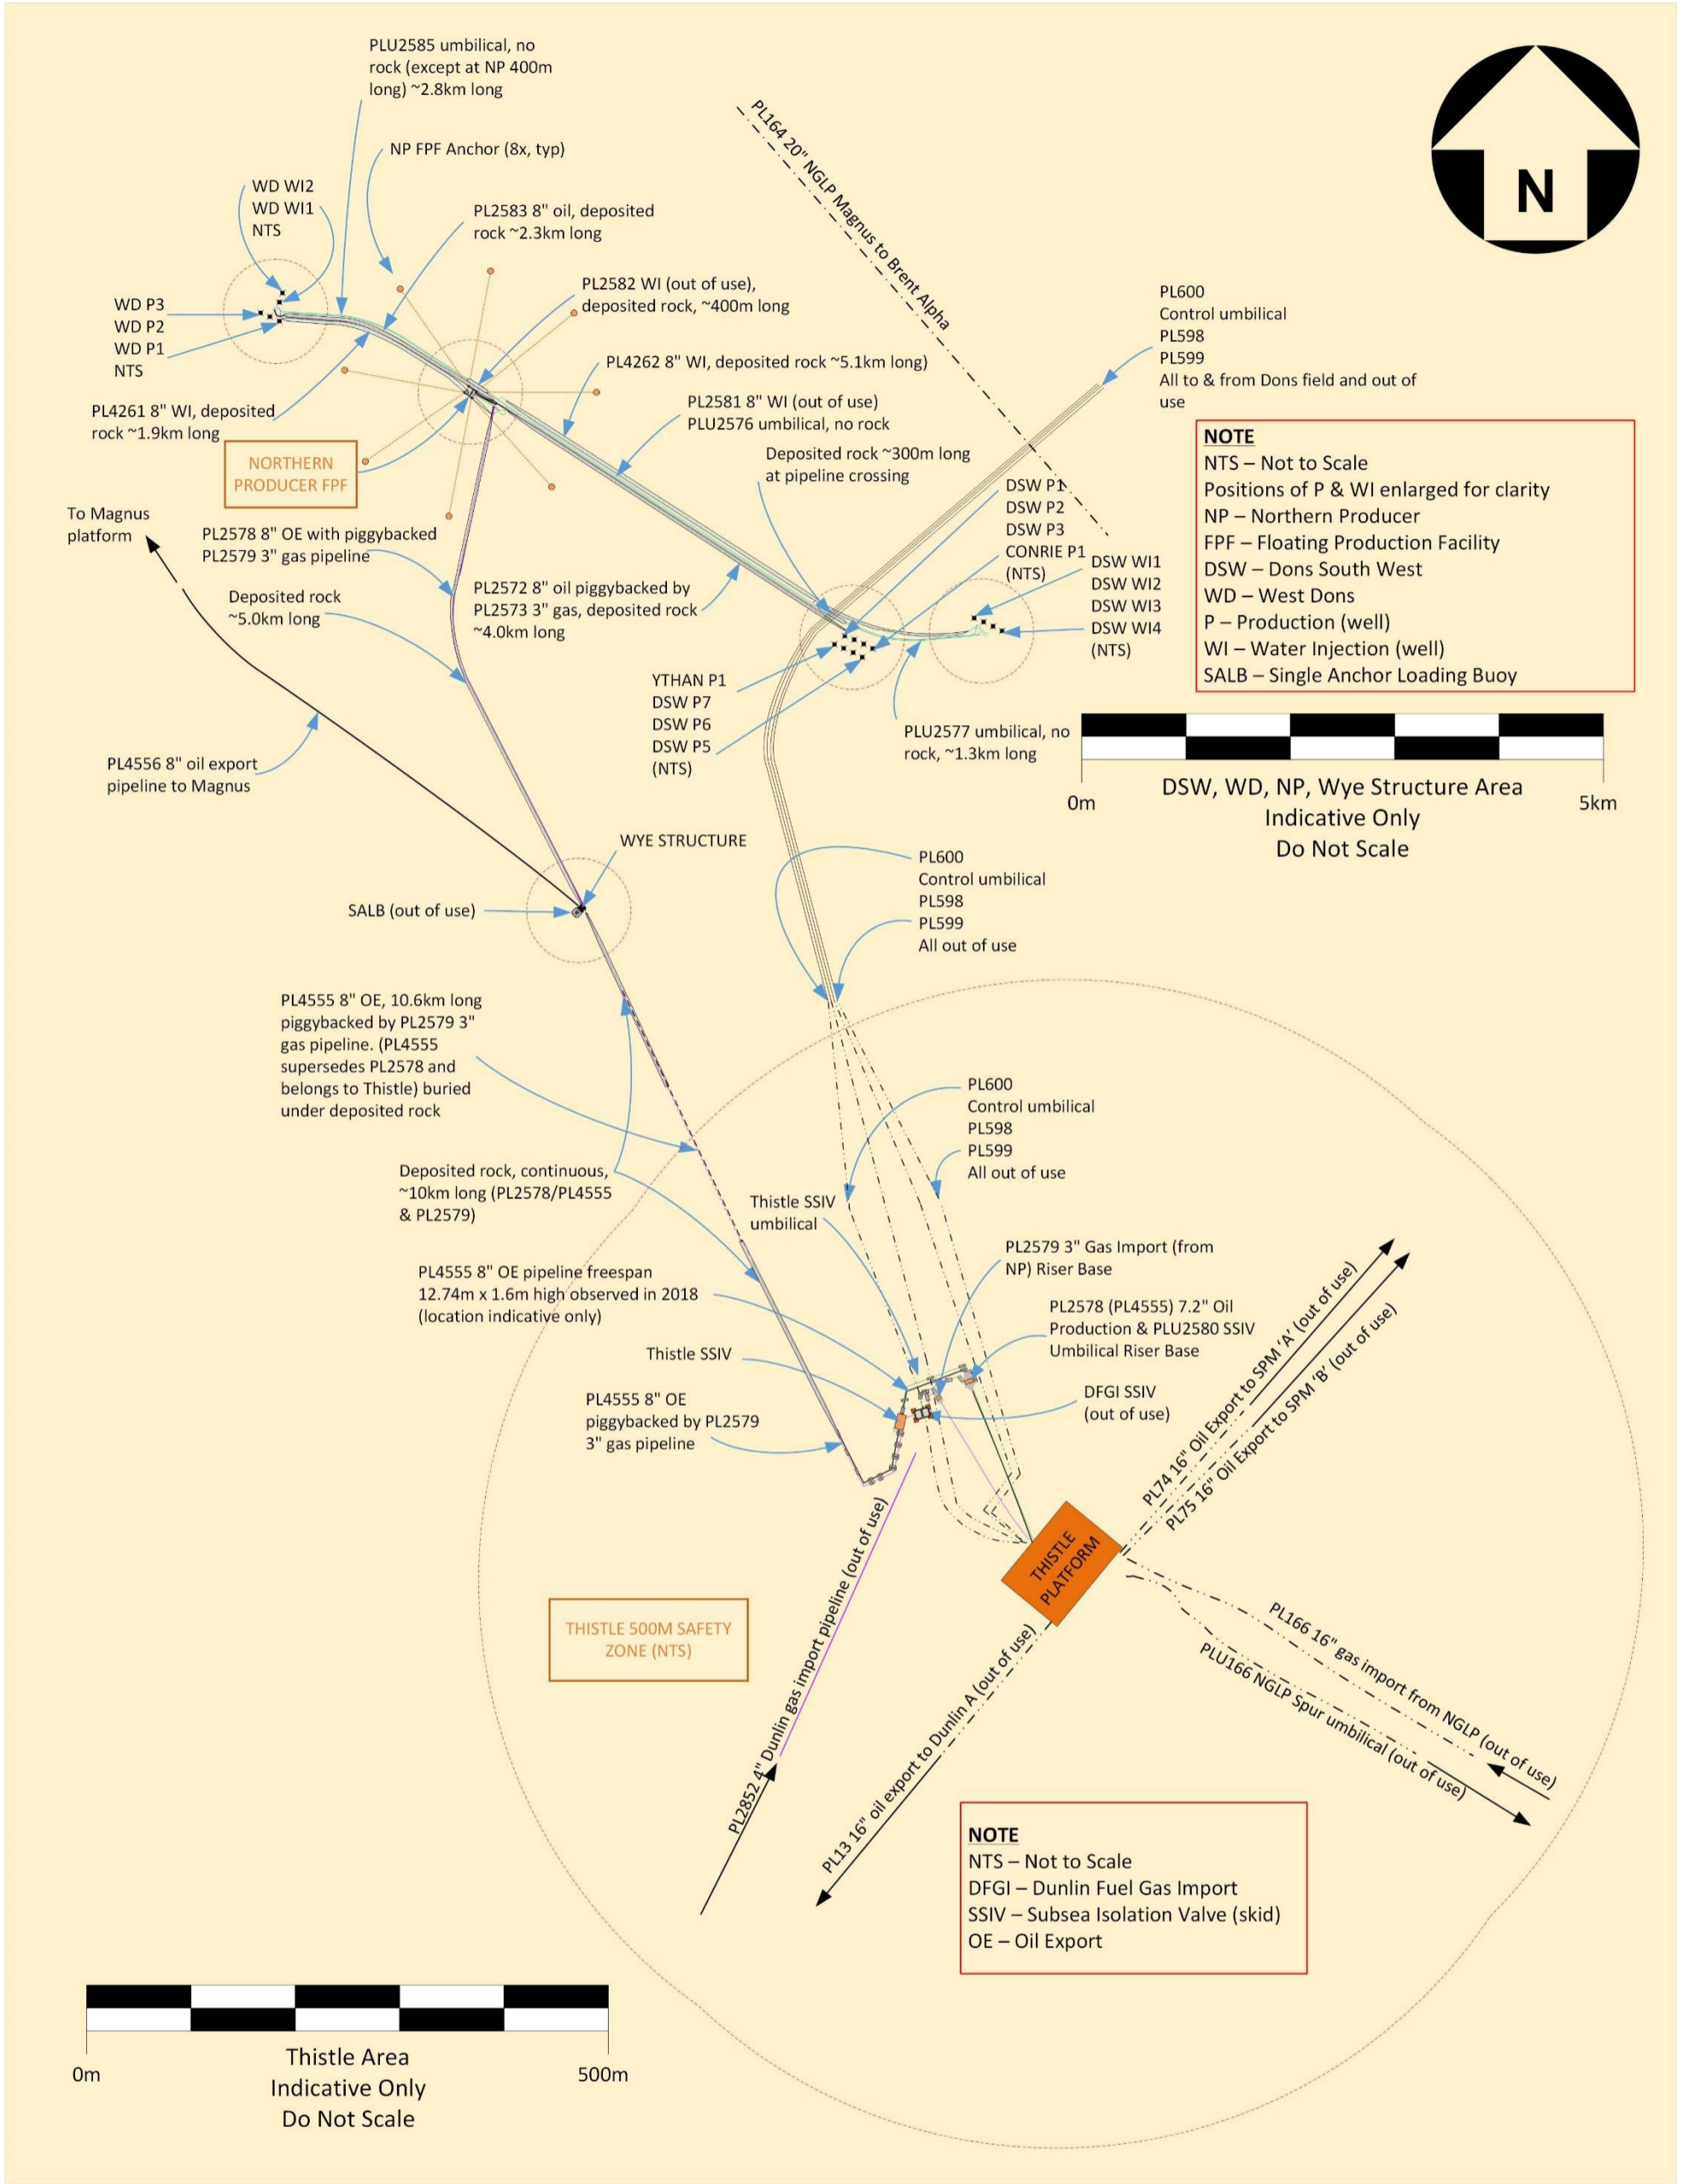 PLU2585 umbilical, no
rock (except at NP 400m
long) ~2.8km long
NP FPF Anchor (8x, typ)
WD WI2
WD WI1
NTS
PL2583 8" oil, deposited
rock ~2.3km long
PL2582 WI (out of use),
deposited rock, ~400m long
WD P3
WD P2
WD P1
NTS
PL4262 8" WI, deposited rock ~5.1km long)
PL4261 8" WI, deposited
rock ~1.9km long
PL2581 8" WI (out of use)
PLU2576 umbilical, no rock
Deposited rock ~300m long
at pipeline crossing
PL164 20" NGLP Magnus to Brent Alpha
N
PL600
Control umbilical
PL598
PL599
All to & from Dons field and out of
use
NORTHERN
PRODUCER FPF
NOTE
NTS – Not to Scale
Positions of P & WI enlarged for clarity
NP – Northern Producer
FPF – Floating Production Facility
DSW – Dons South West
WD – West Dons
P – Production (well)
WI – Water Injection (well)
SALB – Single Anchor Loading Buoy
DSW P1
DSW P2
DSW P3
CONRIE P1
(NTS)
DSW WI1
DSW WI2
DSW WI3
DSW WI4
(NTS)
To Magnus
platform
PL2578 8" OE with piggybacked
PL2579 3" gas pipeline
Deposited rock
~5.0km long
PL2572 8" oil piggybacked by
PL2573 3" gas, deposited rock
~4.0km long
YTHAN P1
DSW P7
DSW P6
DSW P5
(NTS)
PLU2577 umbilical, no
rock, ~1.3km long
PL4556 8" oil export
pipeline to Magnus
0m
5km
DSW, WD, NP, Wye Structure Area
Indicative Only
Do Not Scale
WYE STRUCTURE
SALB (out of use)
PL600
Control umbilical
PL598
PL599
All out of use
PL4555 8" OE, 10.6km long
piggybacked by PL2579 3"
gas pipeline. (PL4555
supersedes PL2578 and
belongs to Thistle) buried
under deposited rock
PL600
Control umbilical
PL598
PL599
All out of use
Deposited rock, continuous,
~10km long (PL2578/PL4555
& PL2579)
Thistle SSIV
umbilical
PL2579 3" Gas Import (from
NP) Riser Base
PL4555 8" OE pipeline freespan
12.74m x 1.6m high observed in 2018
(location indicative only)
PL2578 (PL4555) 7.2" Oil
Production & PLU2580 SSIV
Umbilical Riser Base
Thistle SSIV
DFGI SSIV
(out of use)
PL4555 8" OE
piggybacked by PL2579
3" gas pipeline
PL74 16" Oil Export to SPM ‘A’ (out of use)
PL75 16" Oil Export to SPM ‘B’ (out of use)
THISTLE
PLATFORM
THISTLE 500M SAFETY
ZONE (NTS)
PL2852 4" Dunlin gas import pipeline (out of use)
PL13 16" oil export to Dunlin A (out of use)
PL166 16" gas import from NGLP (out of use)
PLU166 NGLP Spur umbilical (out of use)
NOTE
NTS – Not to Scale
DFGI – Dunlin Fuel Gas Import
SSIV – Subsea Isolation Valve (skid)
OE – Oil Export
0m
500m
Thistle Area
Indicative Only
Do Not Scale